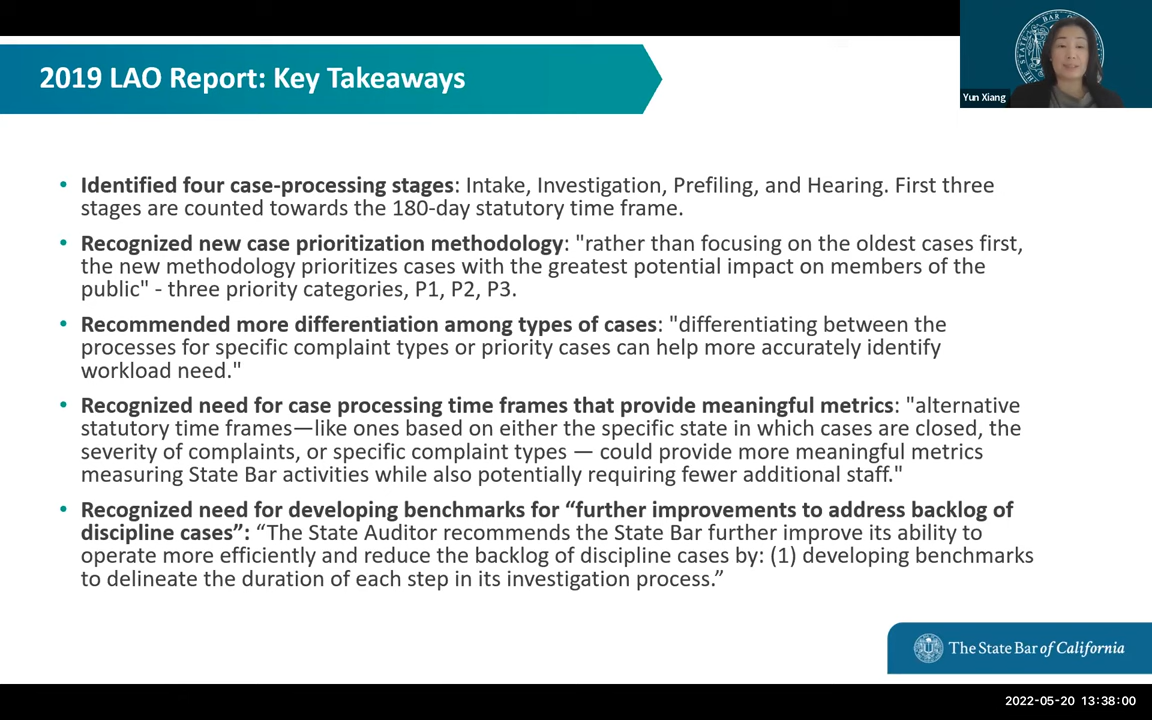 2019 LAO Report: Key Takeaways
Yun Xiang
• Identified four case-processing stages: Intake, Investigation, Prefiling, and Hearing. First three
stages are counted towards the 180-day statutory time frame.
• Recognized new case prioritization methodology: "rather than focusing on the oldest cases first,
the new methodology prioritizes cases with the greatest potential impact on members of the
public" - three priority categories, P1, P2, P3.
• Recommended more differentiation among types of cases: "differentiating between the
processes for specific complaint types or priority cases can help more accurately identify
workload need."
• Recognized need for case processing time frames that provide meaningful metrics: "alternative
statutory time frames—like ones based on either the specific state in which cases are closed, the
severity of complaints, or specific complaint types — could provide more meaningful metrics
measuring State Bar activities while also potentially requiring fewer additional staff."
• Recognized need for developing benchmarks for “further improvements to address backlog of
discipline cases”: “The State Auditor recommends the State Bar further improve its ability to
operate more efficiently and reduce the backlog of discipline cases by: (1) developing benchmarks
to delineate the duration of each step in its investigation process.”
The State Bar of California
2022-05-20 13:38:00